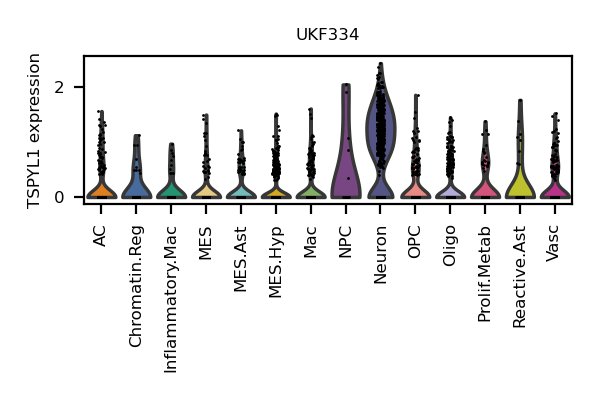 UKF334
TSPYL1 expression
2
0
AC
Chromatin.Reg
Inflammatory.Mac
MES
MES.Ast
MES.Hyp
Mac
NPC
Neuron
OPC
Oligo
Prolif.Metab
Reactive.Ast
Vasc